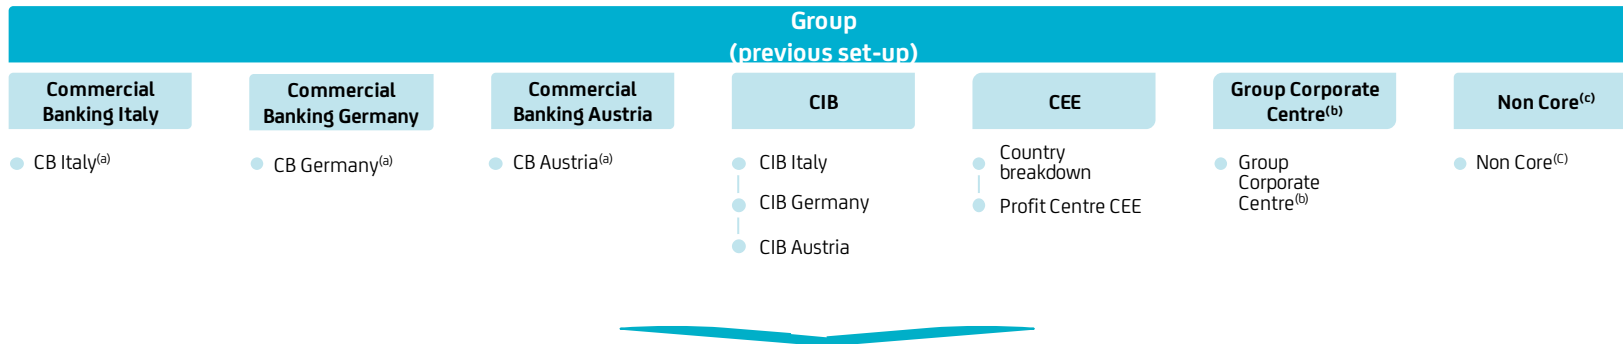 Group
(previous set-up)
Commercial
Banking Italy
Commercial
Banking Germany
Commercial
Banking Austria
CIB
CEE
Group Corporate
Centre(b)
Non Core(c)
CB Italy(a)
CB Germany(a)
CB Austria(a)
CIB Italy
CIB Germany
CIB Austria
Country
breakdown
Profit Centre CEE
Group
Corporate
Centre(b)
Non Core(C)